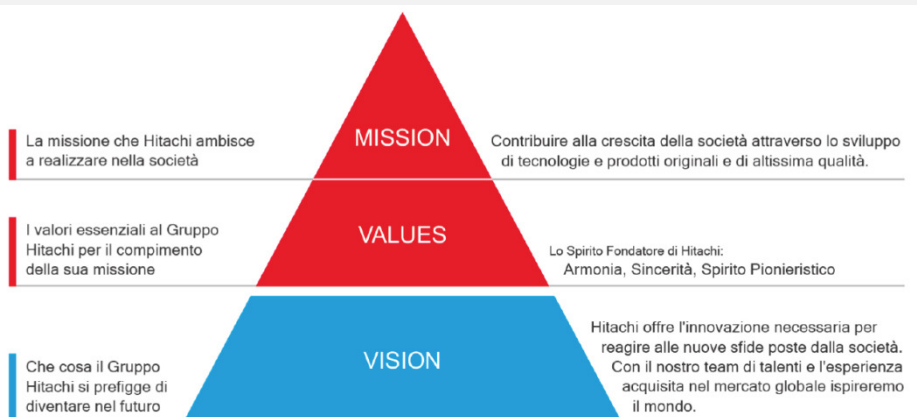 MISSION
La missione che Hitachi ambisce
a realizzare nella società
Contribuire alla crescita della società attraverso lo sviluppo
di tecnologie e prodotti originali e di altissima qualità.
VALUES
I valori essenziali al Gruppo
Hitachi per il compimento
della sua missione
Lo Spirito Fondatore di Hitachi:
Armonia, Sincerità, Spirito Pionieristico
VISION
Che cosa il Gruppo
Hitachi si prefigge di
diventare nel futuro
Hitachi offre l'innovazione necessaria per
reagire alle nuove sfide poste dalla società.
Con il nostro team di talenti e l'esperienza
acquisita nel mercato globale ispireremo
il mondo.